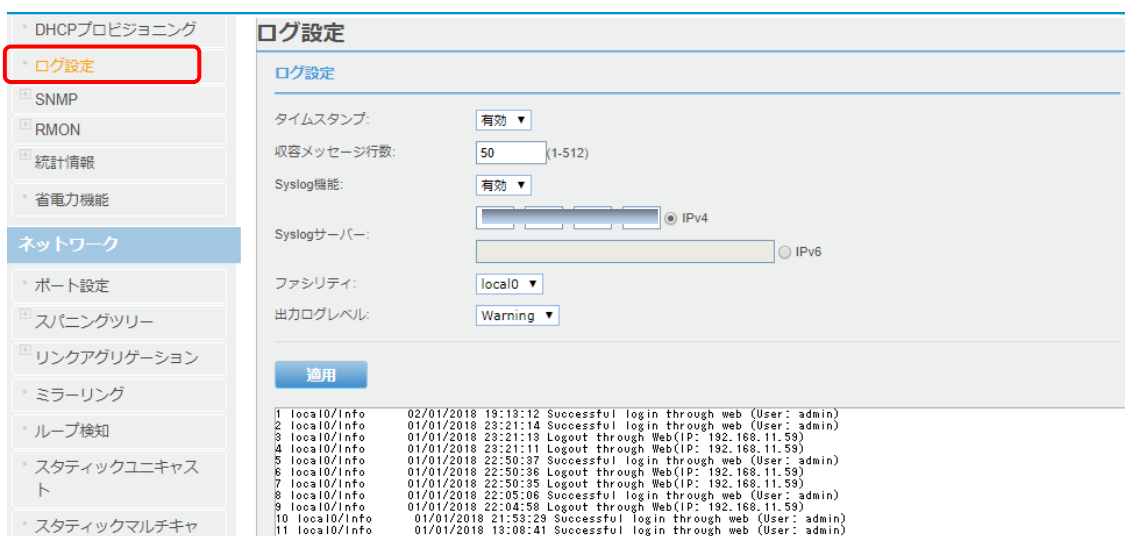 DHCPプロビジョニング
ログ設定
SNMP
RMON
統計情報
省電力機能
ネットワーク
ポート設定
スパニングツリー
リンクアグリゲーション
ミラーリング
ループ検知
スタティックユニキャス
ト
スタティックマルチキャ
ログ設定
ログ設定
タイムスタンプ: 有効
収容メッセージ行数: 50 (1-512)
Syslog機能: 有効
IPv4
Syslogサーバー:
IPv6
ファシリティ: local0
出力ログレベル: Warning
適用
1 local0/Info 02/01/2018 19:13:12 Successful login through web (User: admin)
2 local0/Info 01/01/2018 23:21:14 Successful login through web (User: admin)
3 local0/Info 01/01/2018 23:21:13 Logout through Web(IP: 192.168.11.59)
4 local0/Info 01/01/2018 23:21:11 Logout through Web(IP: 192.168.11.59)
5 local0/Info 01/01/2018 22:50:37 Successful login through web (User: admin)
6 local0/Info 01/01/2018 22:50:36 Logout through Web(IP: 192.168.11.59)
7 local0/Info 01/01/2018 22:50:35 Logout through Web(IP: 192.168.11.59)
8 local0/Info 01/01/2018 22:05:06 Successful login through web (User: admin)
9 local0/Info 01/01/2018 22:04:58 Logout through Web(IP: 192.168.11.59)
10 local0/Info 01/01/2018 21:53:29 Successful login through web (User: admin)
11 local0/Info 01/01/2018 13:08:41 Successful login through web (User: admin)